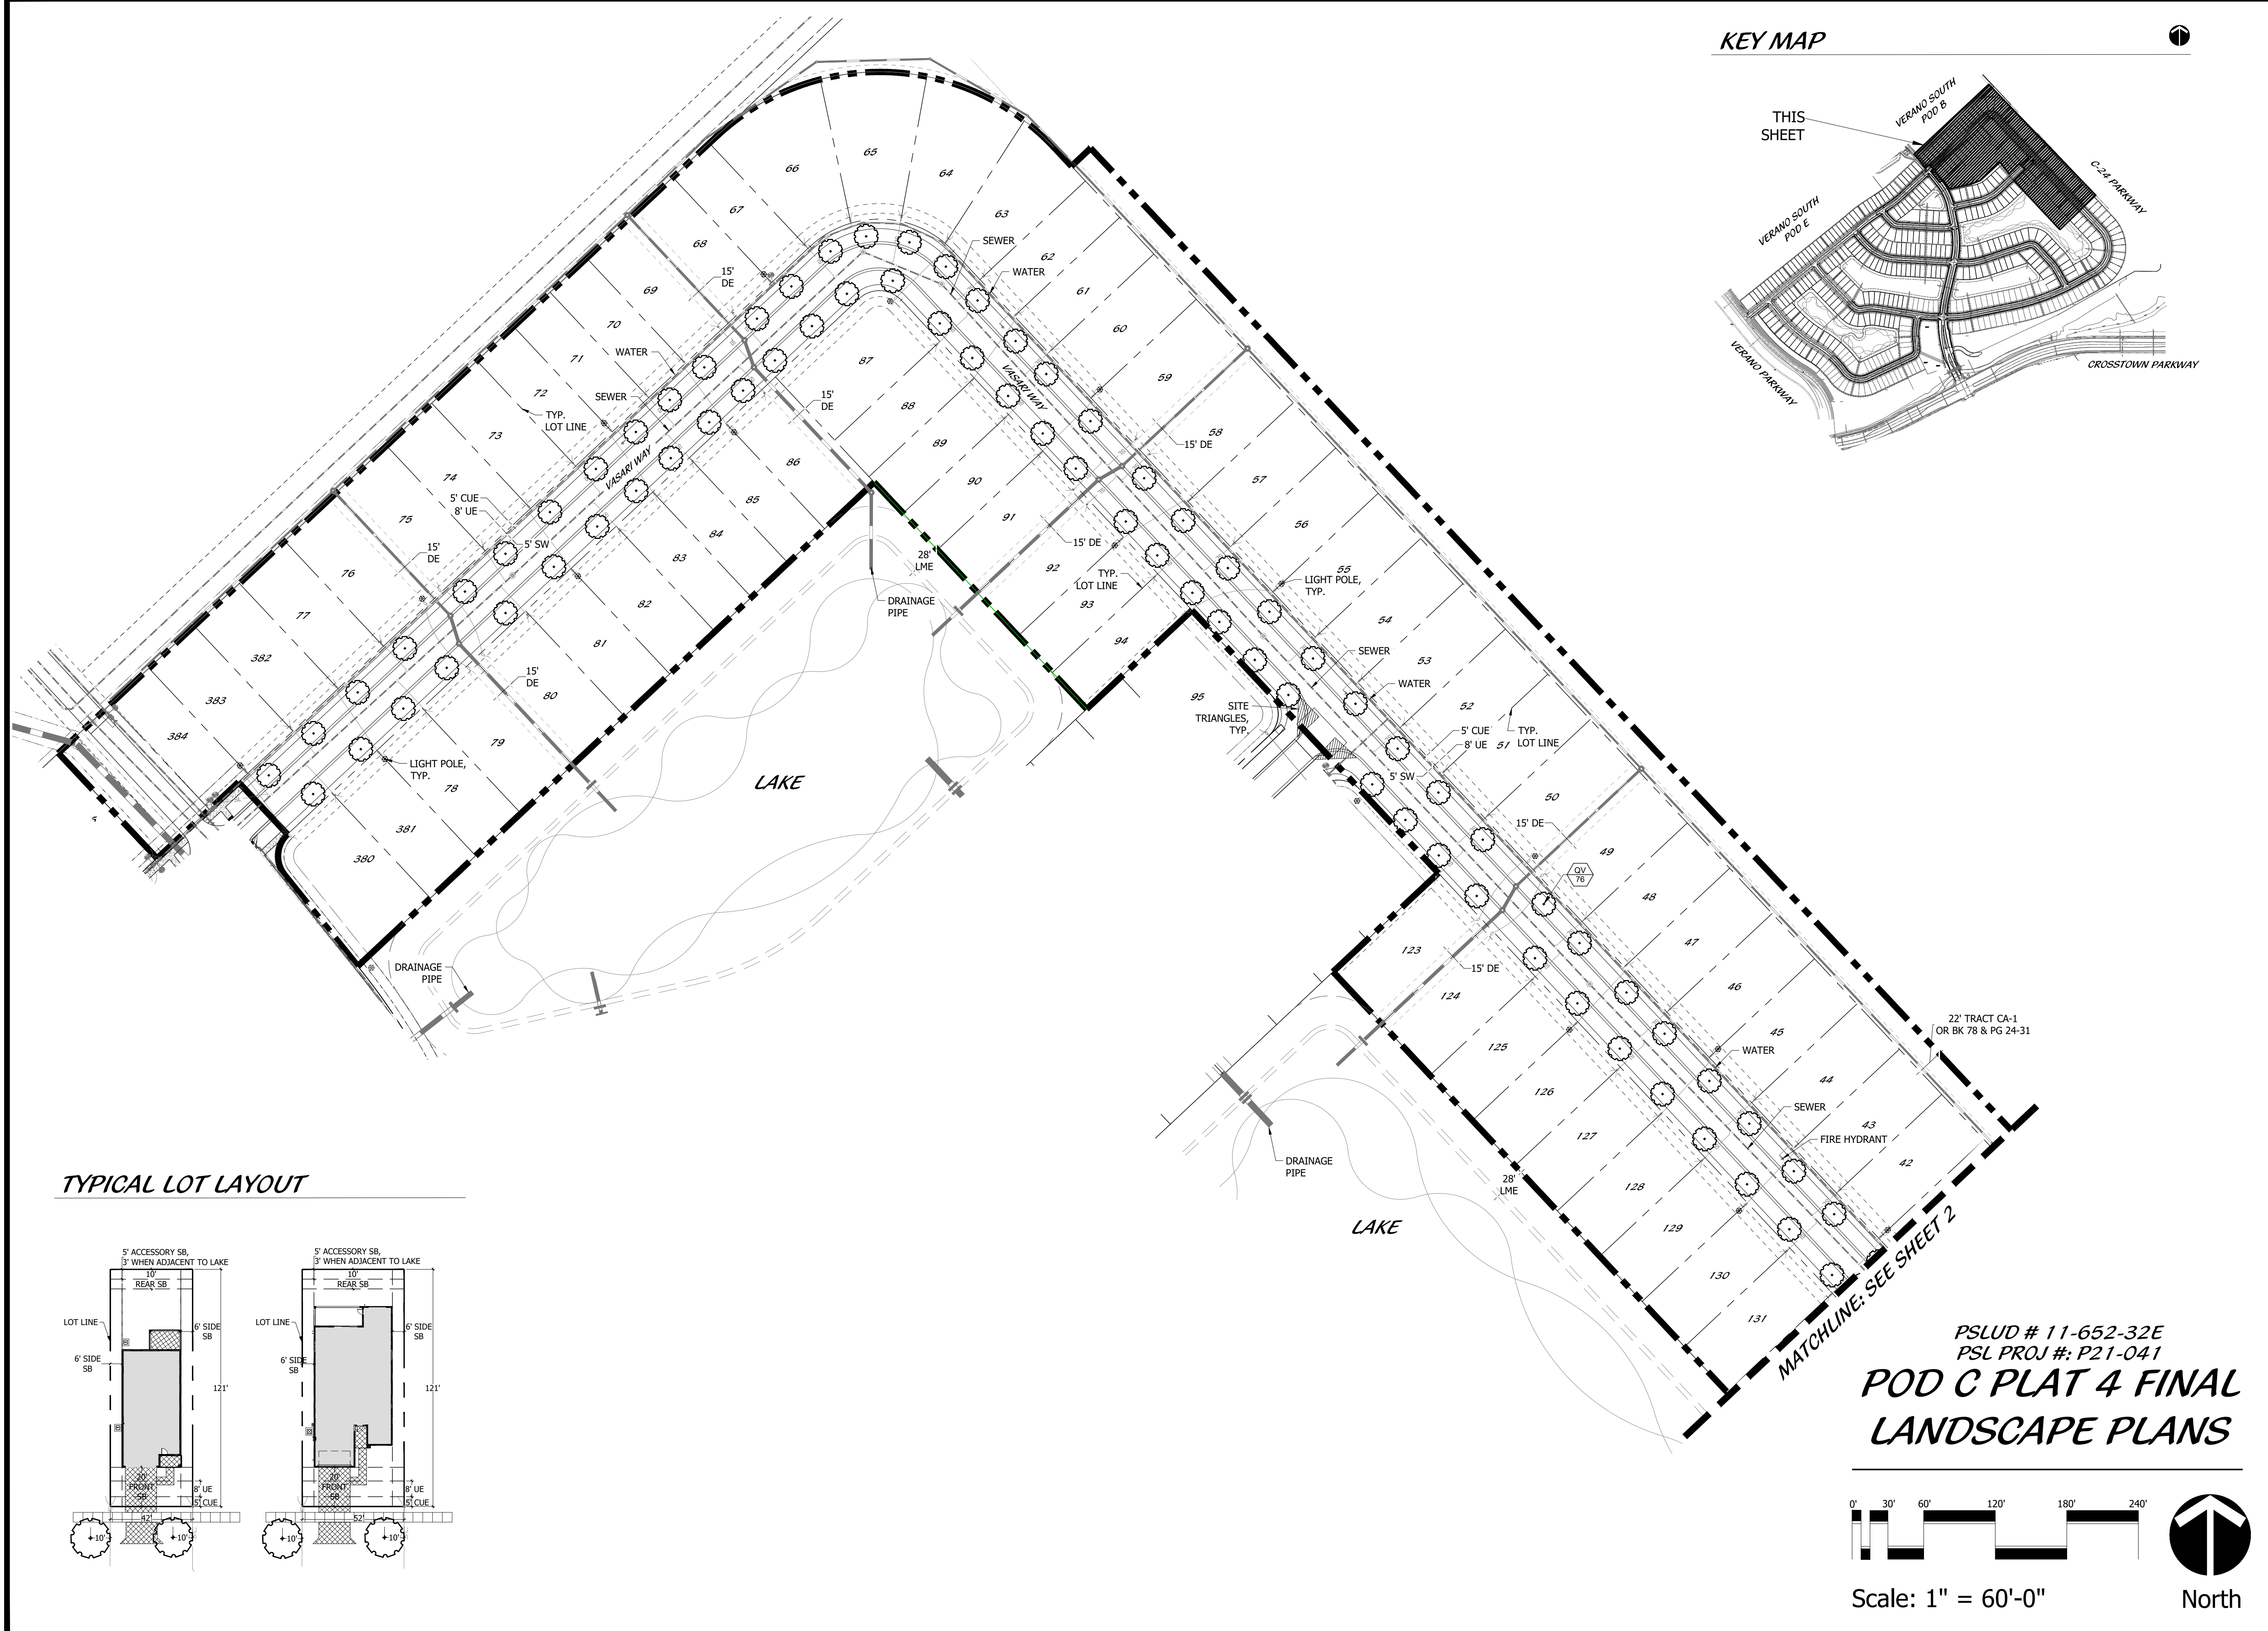 KEY MAP
THIS
SHEET
VERANO SOUTH
POD B
C-24 PARKWAY
VERANO SOUTH
POD E
VERANO PARKWAY
CROSSTOWN PARKWAY
66
65
64
63
67
68
69
70
71
72
73
74
75
76
77
382
383
384
62
61
60
59
58
57
56
55
54
53
52
51
50
49
48
47
46
45
44
43
42
87
88
89
90
91
92
93
94
95
86
85
84
83
82
81
80
79
78
381
380
123
124
125
126
127
128
129
130
131
SEWER
WATER
15'
DE
WATER
SEWER
TYP.
LOT LINE
VASARI WAY
VASARI WAY
15'
DE
5' CUE
8' UE
5' SW
15'
DE
15'
DE
LIGHT POLE,
TYP.
28'
LME
DRAINAGE
PIPE
15' DE
15' DE
TYP.
LOT LINE
LIGHT POLE,
TYP.
SEWER
WATER
SITE
TRIANGLES,
TYP.
5' CUE
8' UE
5' SW
TYP.
LOT LINE
15' DE
QV
76
15' DE
LAKE
DRAINAGE
PIPE
22' TRACT CA-1
OR BK 78 & PG 24-31
WATER
SEWER
FIRE HYDRANT
DRAINAGE
PIPE
28'
LME
LAKE
MATCHLINE: SEE SHEET 2
TYPICAL LOT LAYOUT
5' ACCESSORY SB,
3' WHEN ADJACENT TO LAKE
10'
REAR SB
LOT LINE
6' SIDE
SB
6' SIDE
SB
121'
20'
FRONT
SB
8' UE
5' CUE
42'
10'
10'
5' ACCESSORY SB,
3' WHEN ADJACENT TO LAKE
10'
REAR SB
LOT LINE
6' SIDE
SB
6' SIDE
SB
121'
20'
FRONT
SB
8' UE
5' CUE
52'
10'
10'
PSLUD # 11-652-32E
PSL PROJ #: P21-041
POD C PLAT 4 FINAL
LANDSCAPE PLANS
0' 30' 60' 120' 180' 240'
Scale: 1" = 60'-0"
North